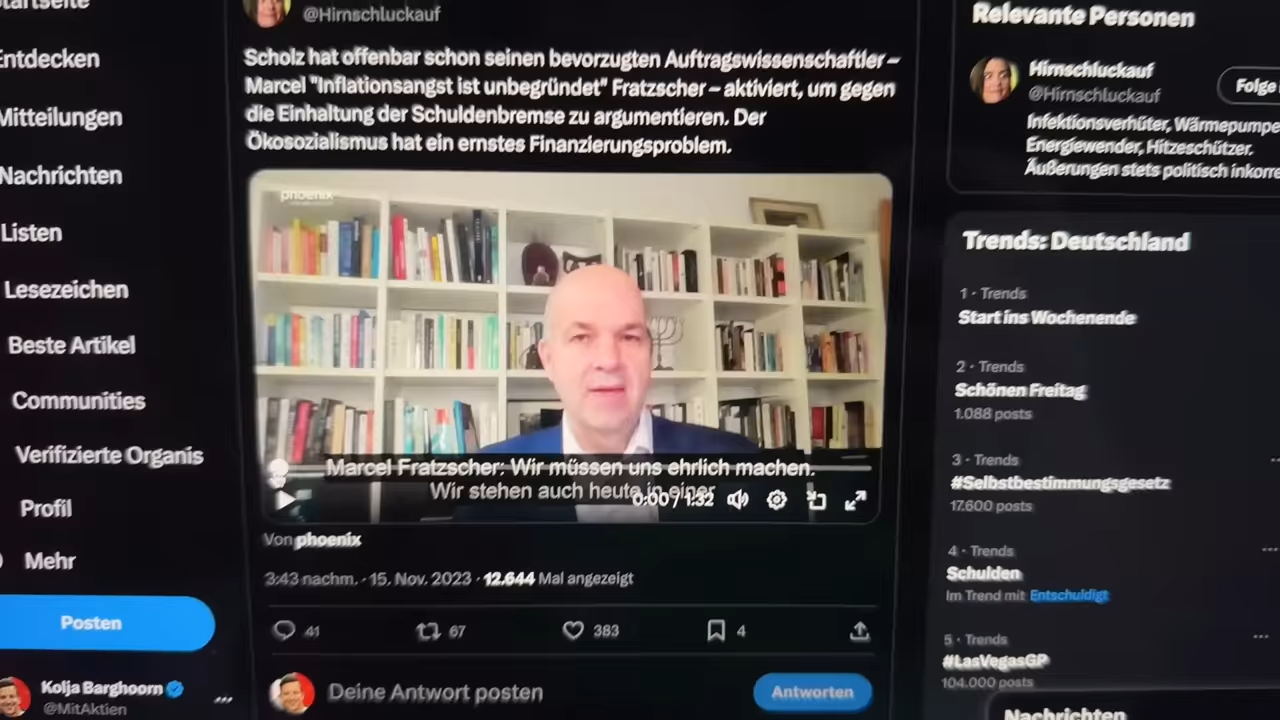 Entdecken
Mitteilungen
Nachrichten
Listen
Lesezeichen
Beste Artikel
Communities
Verifizierte Organis
Profil
Mehr
Posten
Kolja Barghoorn
@MitAktien
@Hirnschluckauf
Scholz hat offenbar schon seinen bevorzugten Auftragswissenschaftler –
Marcel "Inflationsangst ist unbegründet" Fratzscher – aktiviert, um gegen
die Einhaltung der Schuldenbremse zu argumentieren. Der
Ökosozialismus hat ein ernstes Finanzierungsproblem.
phoenix
Marcel Fratzscher: Wir müssen uns ehrlich machen.
Wir stehen auch heute in einer
0:00 / 1:32
Von phoenix
3:43 nachm. · 15. Nov. 2023 · 12.644 Mal angezeigt
41 67 383 4
Deine Antwort posten
Antworten
Relevante Personen
Hirnschluckauf
@Hirnschluckauf
Folge
Infektionsverhüter, Wärmepumpe
Energiewender, Hitzeschützer.
Äußerungen stets politisch inkorre
Trends: Deutschland
1 · Trends
Start ins Wochenende
2 · Trends
Schönen Freitag
1.088 posts
3 · Trends
#Selbstbestimmungsgesetz
17.600 posts
4 · Trends
Schulden
Im Trend mit Entschuldigt
5 · Trends
#LasVegasGP
104.000 posts
Nachrichten